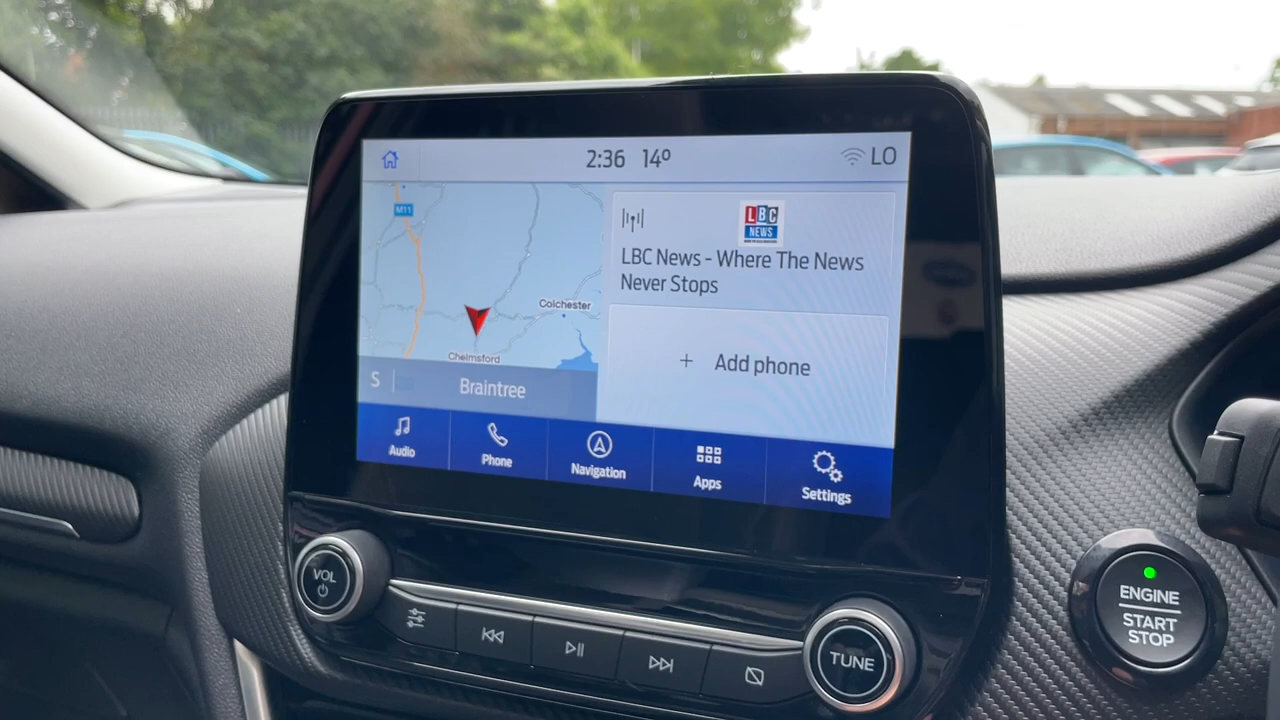 2:36 14º
LO
M11
Colchester
Chelmsford
S
Braintree
LBC
NEWS
LBC News - Where The News
Never Stops
+ Add phone
Audio
Phone
Navigation
Apps
Settings
VOL
TUNE
ENGINE
START
STOP